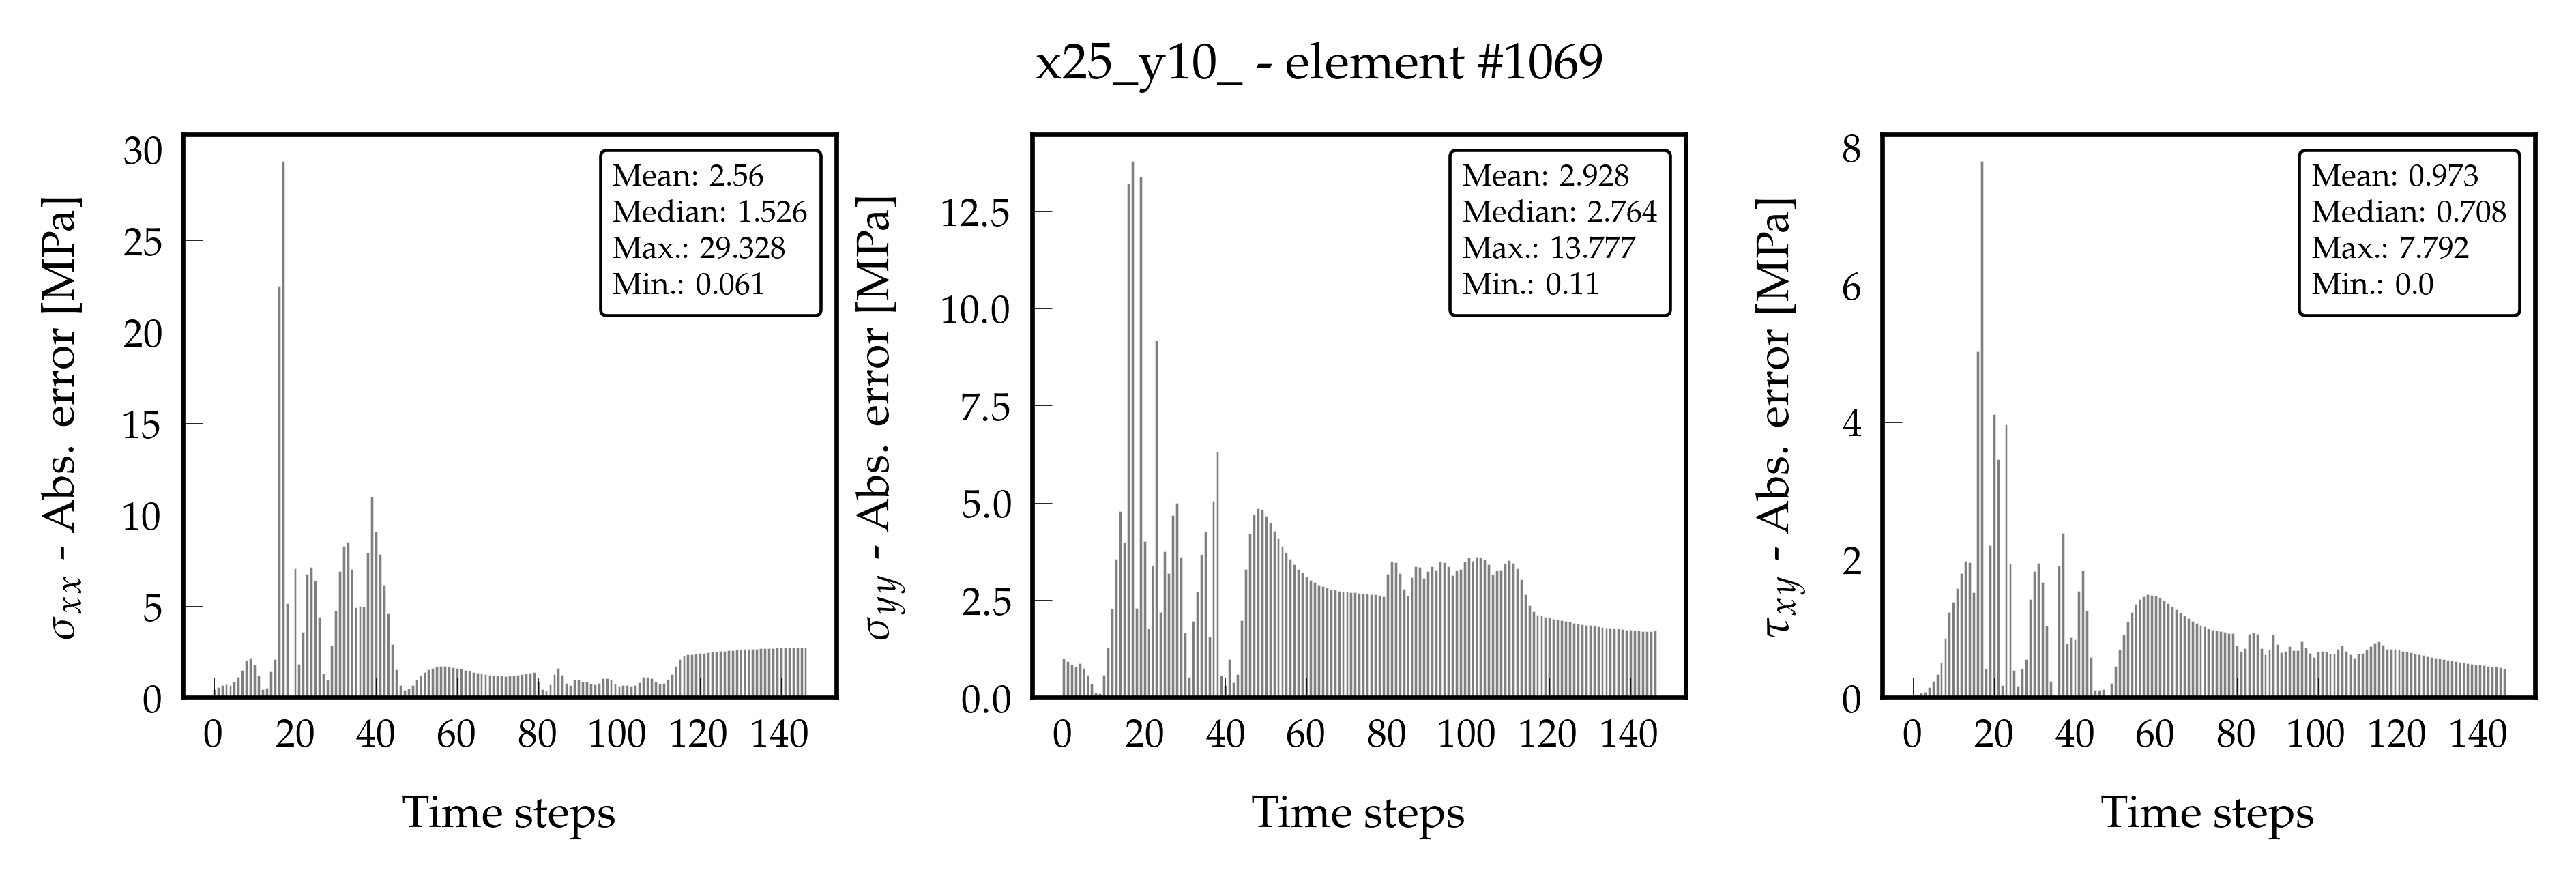 x25_y10_ - element #1069
σxx - Abs. error [MPa]
30
25
20
15
10
5
0
Mean: 2.56
Median: 1.526
Max.: 29.328
Min.: 0.061
0 20 40 60 80 100 120 140
Time steps
σyy - Abs. error [MPa]
12.5
10.0
7.5
5.0
2.5
0.0
Mean: 2.928
Median: 2.764
Max.: 13.777
Min.: 0.11
0 20 40 60 80 100 120 140
Time steps
τxy - Abs. error [MPa]
8
6
4
2
0
Mean: 0.973
Median: 0.708
Max.: 7.792
Min.: 0.0
0 20 40 60 80 100 120 140
Time steps